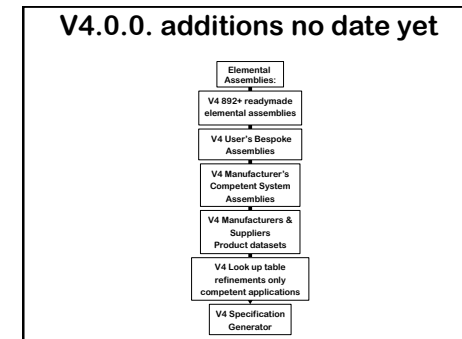 V4.0.0. additions no date yet
Elemental
Assemblies:
V4 892+ readymade
elemental assemblies
V4 User's Bespoke
Assemblies
V4 Manufacturer's
Competent System
Assemblies
V4 Manufacturers &
Suppliers
Product datasets
V4 Look up table
refinements only
competent applications
V4 Specification
Generator